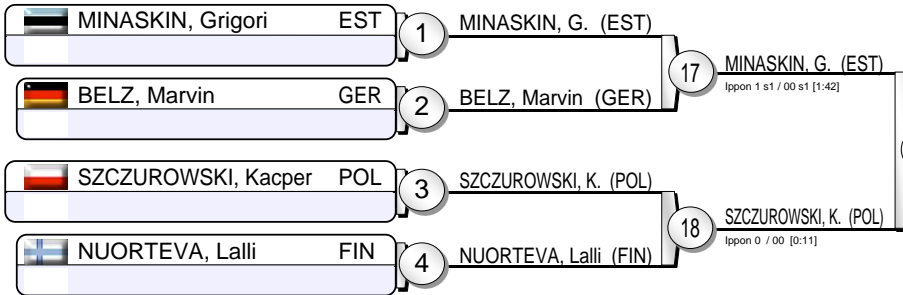 MINASKIN, Grigori EST
1
MINASKIN, G. (EST)
17
MINASKIN, G. (EST)
Ippon 1 s1 / 00 s1 [1:42]
BELZ, Marvin GER
2
BELZ, Marvin (GER)
SZCZUROWSKI, Kacper POL
3
SZCZUROWSKI, K. (POL)
18
SZCZUROWSKI, K. (POL)
Ippon 0 / 00 [0:11]
NUORTEVA, Lalli FIN
4
NUORTEVA, Lalli (FIN)